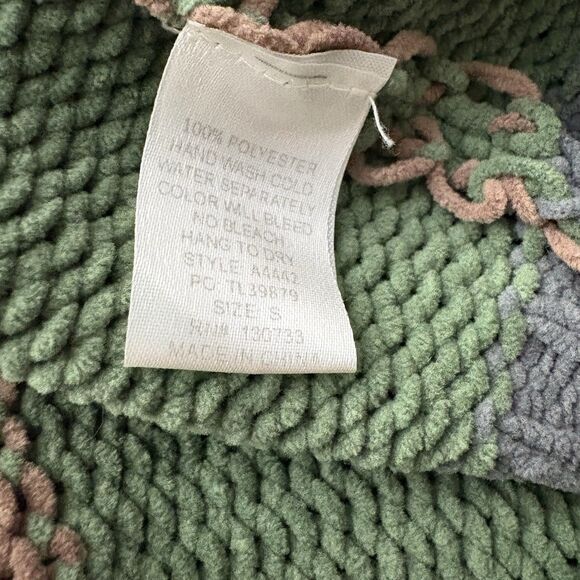 100% POLYESTER
HAND WASH COLD
WATER SEPARATELY
COLOR WILL BLEED
NO BLEACH
HANG TO DRY
STYLE: A4442
PO: TL39879
SIZE: S
RN# 130733
MADE IN CHINA